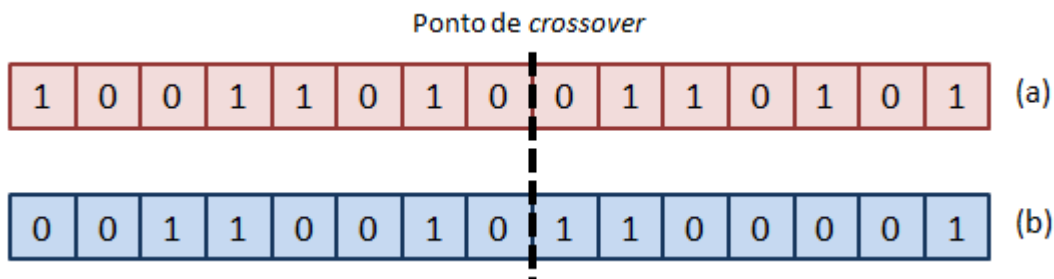 Ponto de crossover
1 0 0 1 1 0 1 0 0 1 1 0 1 0 1 (a)
0 0 1 1 0 0 1 0 1 1 0 0 0 0 1 (b)